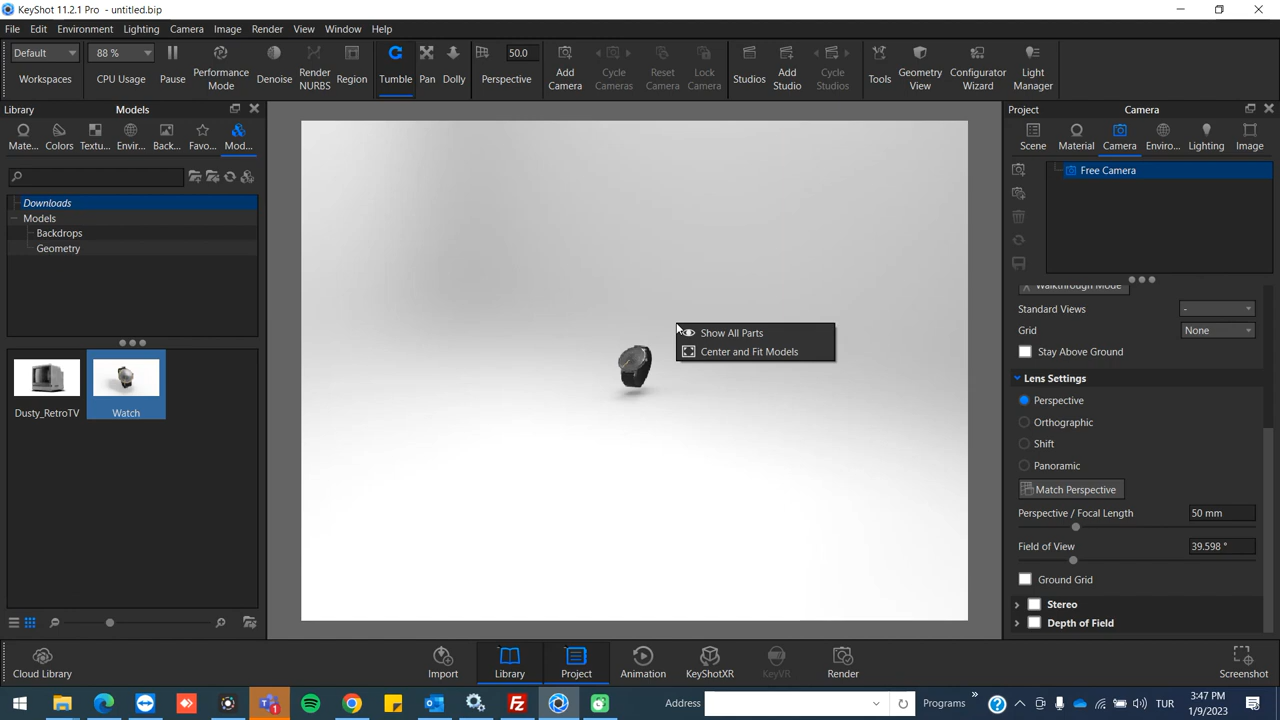 KeyShot 11.2.1 Pro - untitled.bip
File Edit Environment Lighting Camera Image Render View Window Help
Default 88 % 50.0
Workspaces CPU Usage Pause Performance Mode Denoise Render NURBS Region Tumble Pan Dolly Perspective Add Camera Cycle Cameras Reset Camera Lock Camera Studios Add Studio Cycle Studios Tools Geometry View Configurator Wizard Light Manager
Library Models Project Camera
Mate... Colors Textu... Envir... Back... Favo... Mod... Scene Material Camera Enviro... Lighting Image
Free Camera
Downloads
Models
Backdrops
Geometry
Walkthrough Mode
Standard Views -
Grid None
Show All Parts
Center and Fit Models
Stay Above Ground
Lens Settings
Perspective
Dusty_RetroTV Watch
Orthographic
Shift
Panoramic
Match Perspective
Perspective / Focal Length 50 mm
Field of View 39.598 °
Ground Grid
Stereo
Depth of Field
Cloud Library Import Library Project Animation KeyShotXR KeyVR Render Screenshot
Address Programs » TUR 3:47 PM
1/9/2023